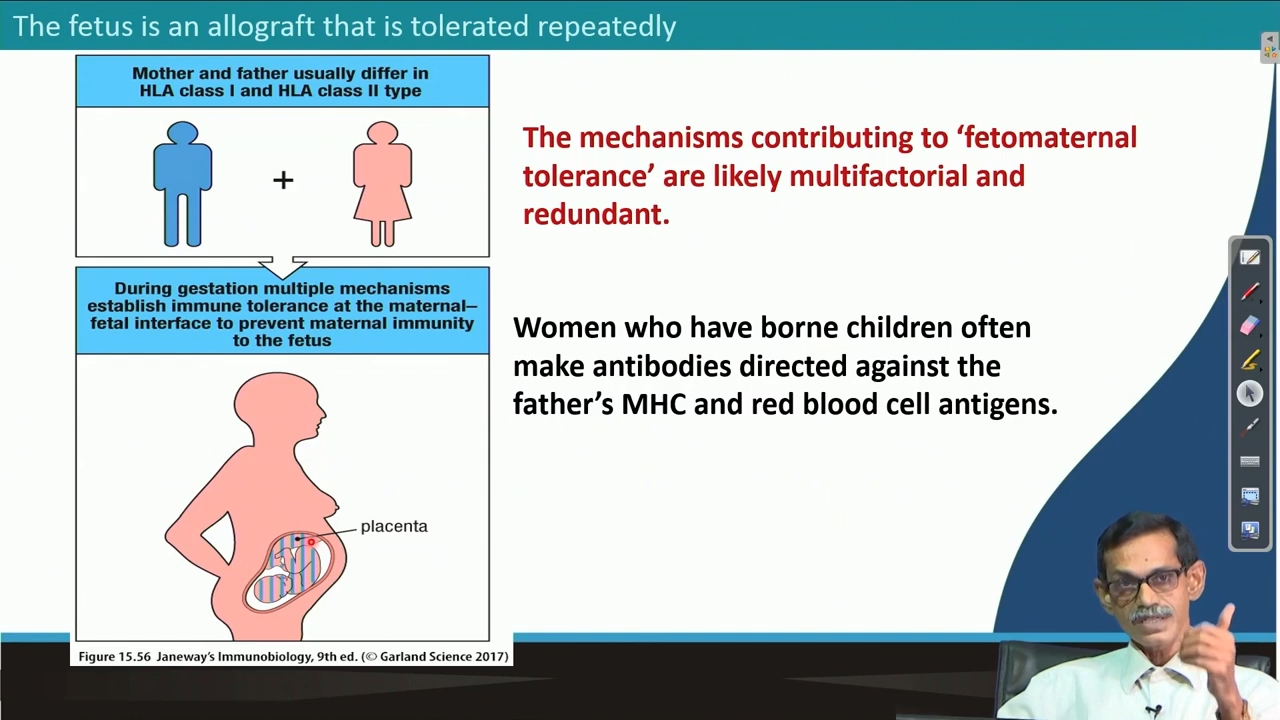 The fetus is an allograft that is tolerated repeatedly
Mother and father usually differ in
HLA class I and HLA class II type
+
During gestation multiple mechanisms
establish immune tolerance at the maternal–
fetal interface to prevent maternal immunity
to the fetus
placenta
Figure 15.56 Janeway's Immunobiology, 9th ed. (© Garland Science 2017)
The mechanisms contributing to ‘fetomaternal
tolerance’ are likely multifactorial and
redundant.
Women who have borne children often
make antibodies directed against the
father’s MHC and red blood cell antigens.